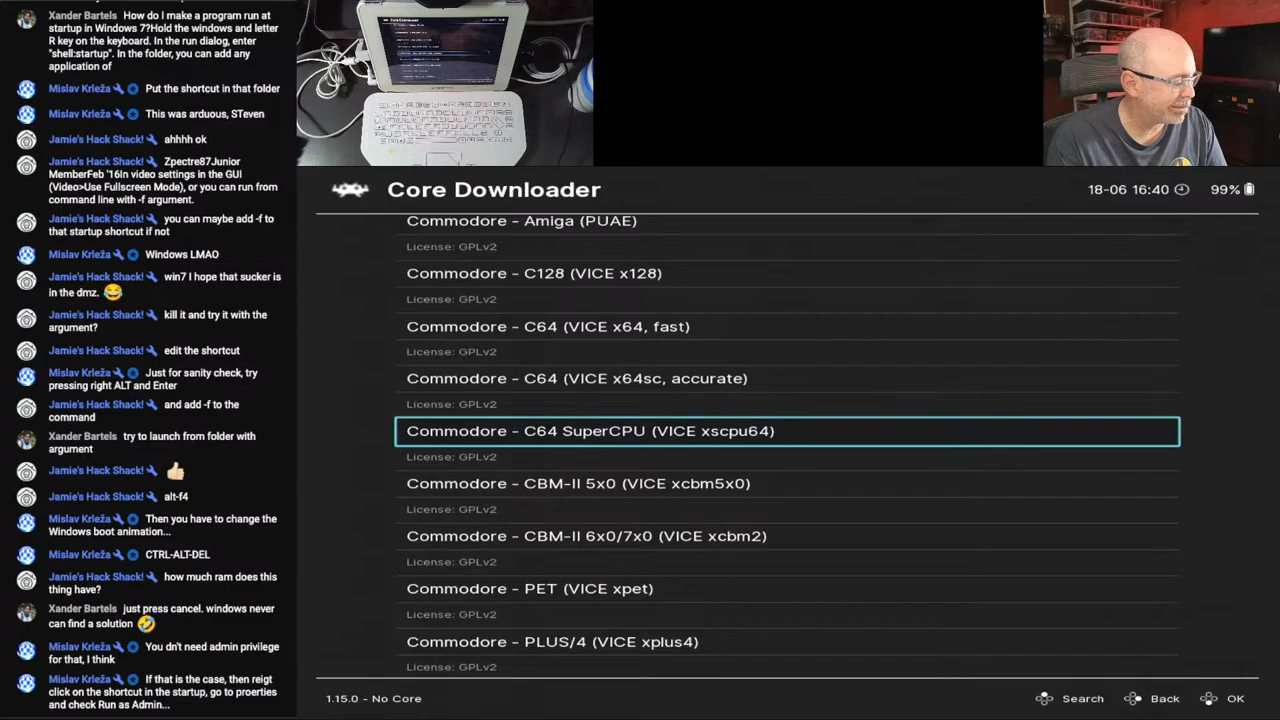 Xander Bartels How do I make a program run at
startup in Windows 7??Hold the windows and letter
R key on the keyboard. In the run dialog, enter
"shell:startup". In this folder, you can add any
application of
Mislav Krleža Put the shortcut in that folder
Mislav Krleža This was arduous, STeven
Jamie's Hack Shack! ahhhh ok
Jamie's Hack Shack! Zpectre87Junior
MemberFeb '16In video settings in the GUI
(Video>Use Fullscreen Mode), or you can run from
command line with -f argument.
Jamie's Hack Shack! you can maybe add -f to
that startup shortcut if not
Mislav Krleža Windows LMAO
Jamie's Hack Shack! win7 I hope that sucker is
in the dmz. 😂
Jamie's Hack Shack! kill it and try it with the
argument?
Jamie's Hack Shack! edit the shortcut
Mislav Krleža Just for sanity check, try
pressing right ALT and Enter
Jamie's Hack Shack! and add -f to the
command
Xander Bartels try to launch from folder with
argument
Jamie's Hack Shack! 👍🏻
Jamie's Hack Shack! alt-f4
Mislav Krleža Then you have to change the
Windows boot animation...
Mislav Krleža CTRL-ALT-DEL
Jamie's Hack Shack! how much ram does this
thing have?
Xander Bartels just press cancel. windows never
can find a solution 🤣
Mislav Krleža You dn't need admin privilege
for that, I think
Mislav Krleža If that is the case, then reigt
click on the shortcut in the startup, go to proerties
and check Run as Admin...
Core Downloader
18-06 16:40 99%
Commodore - Amiga (PUAE)
License: GPLv2
Commodore - C128 (VICE x128)
License: GPLv2
Commodore - C64 (VICE x64, fast)
License: GPLv2
Commodore - C64 (VICE x64sc, accurate)
License: GPLv2
Commodore - C64 SuperCPU (VICE xscpu64)
License: GPLv2
Commodore - CBM-II 5x0 (VICE xcbm5x0)
License: GPLv2
Commodore - CBM-II 6x0/7x0 (VICE xcbm2)
License: GPLv2
Commodore - PET (VICE xpet)
License: GPLv2
Commodore - PLUS/4 (VICE xplus4)
License: GPLv2
1.15.0 - No Core
Search Back OK